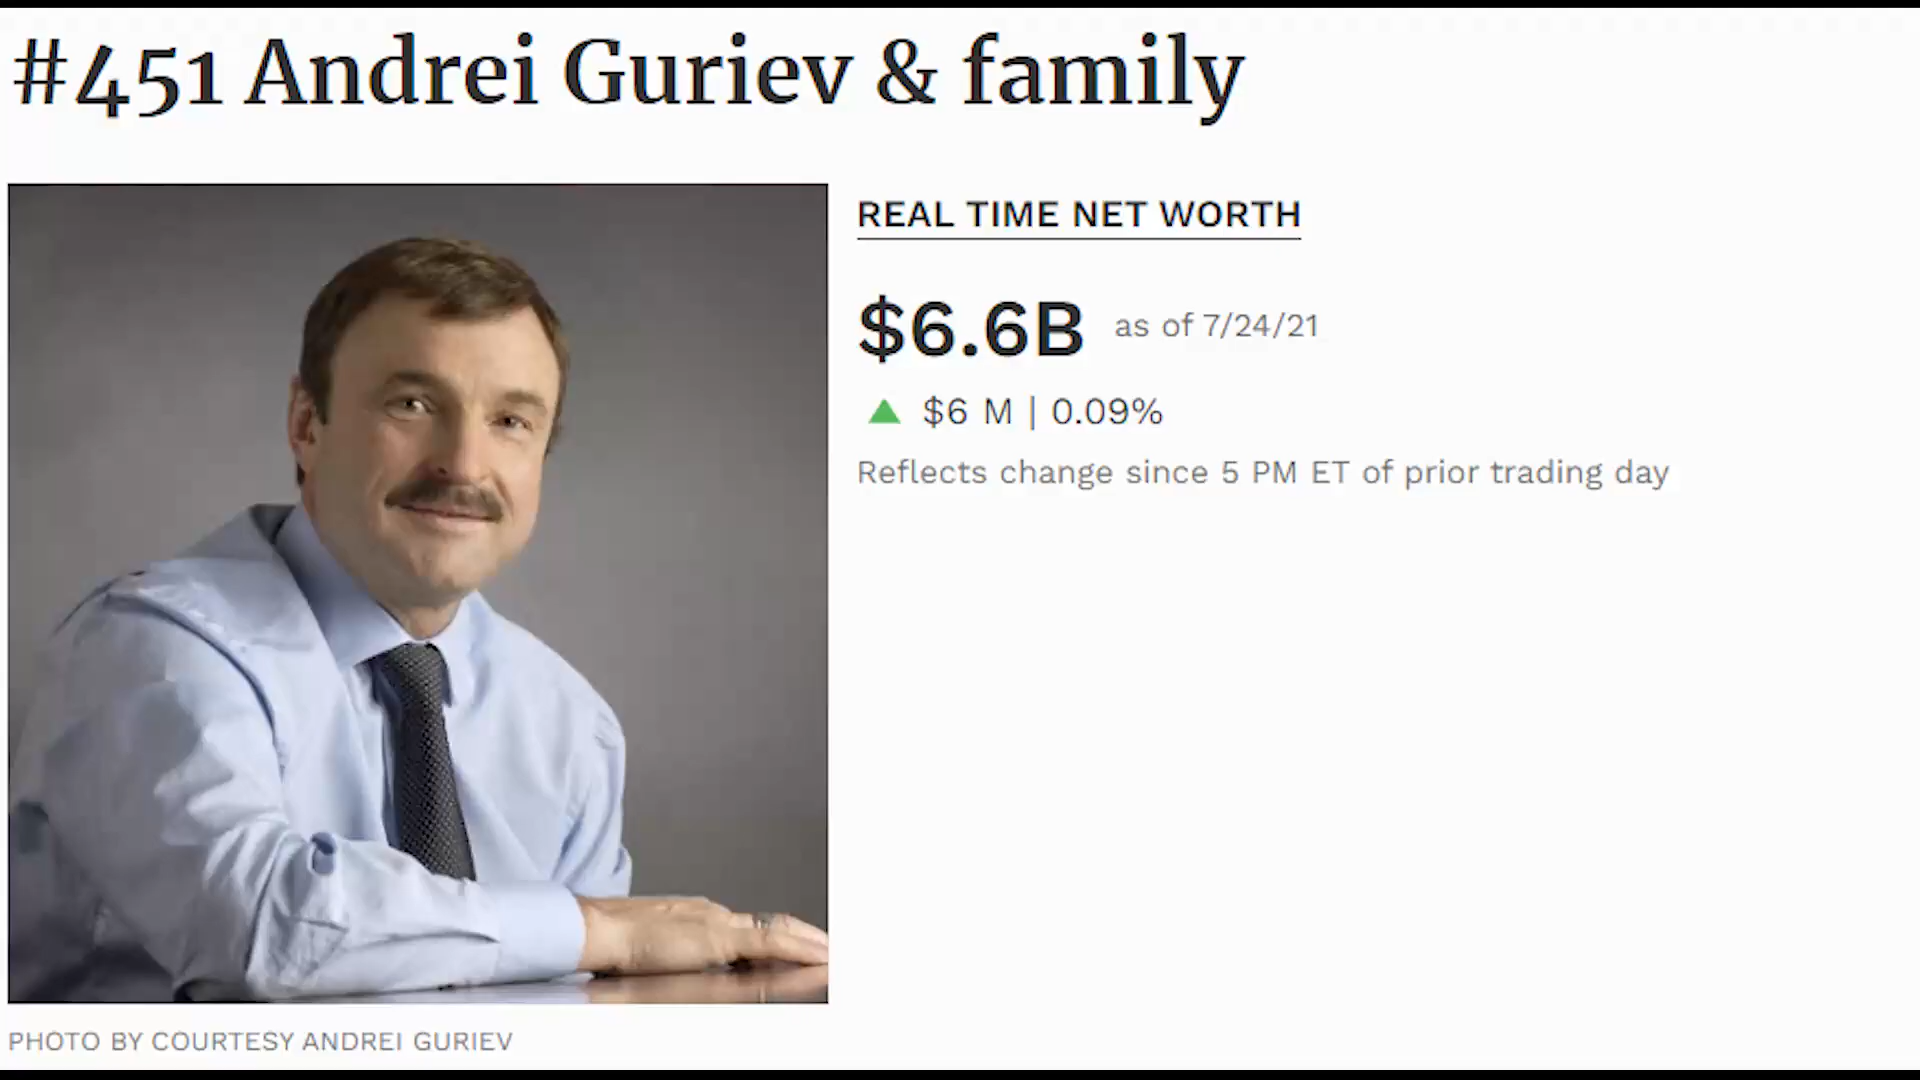 #451 Andrei Guriev & family
REAL TIME NET WORTH
$6.6B as of 7/24/21
$6 M | 0.09%
Reflects change since 5 PM ET of prior trading day
PHOTO BY COURTESY ANDREI GURIEV